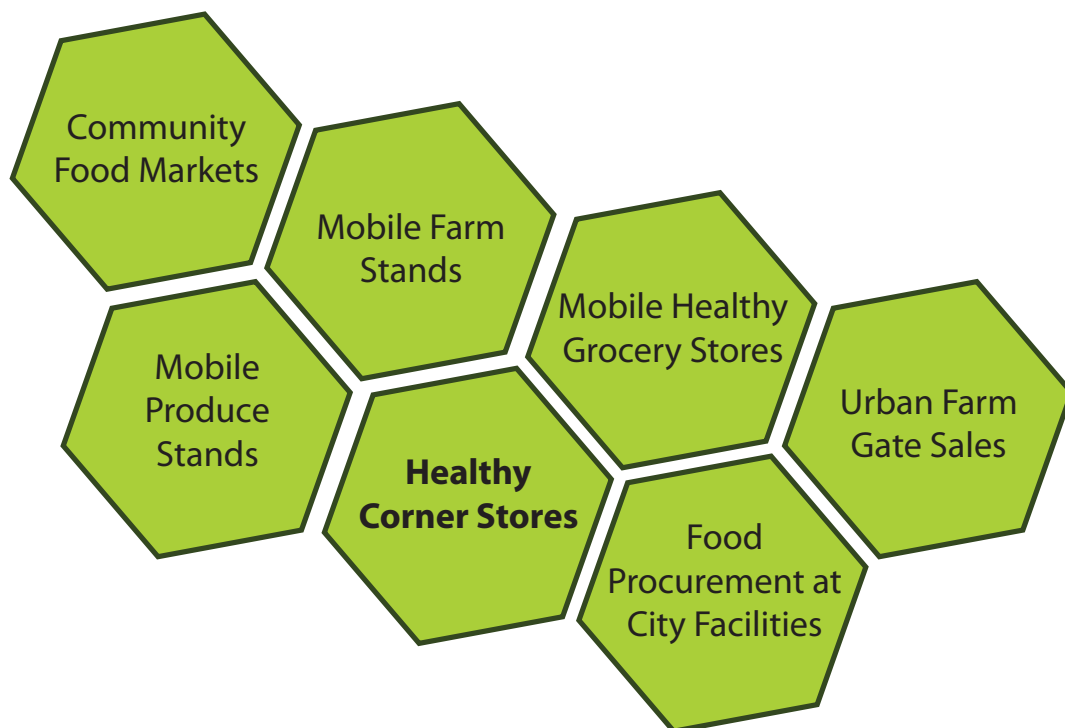 Community
Food Markets
Mobile Farm
Stands
Mobile Healthy
Grocery Stores
Urban Farm
Gate Sales
Mobile
Produce
Stands
Healthy
Corner Stores
Food
Procurement at
City Facilities